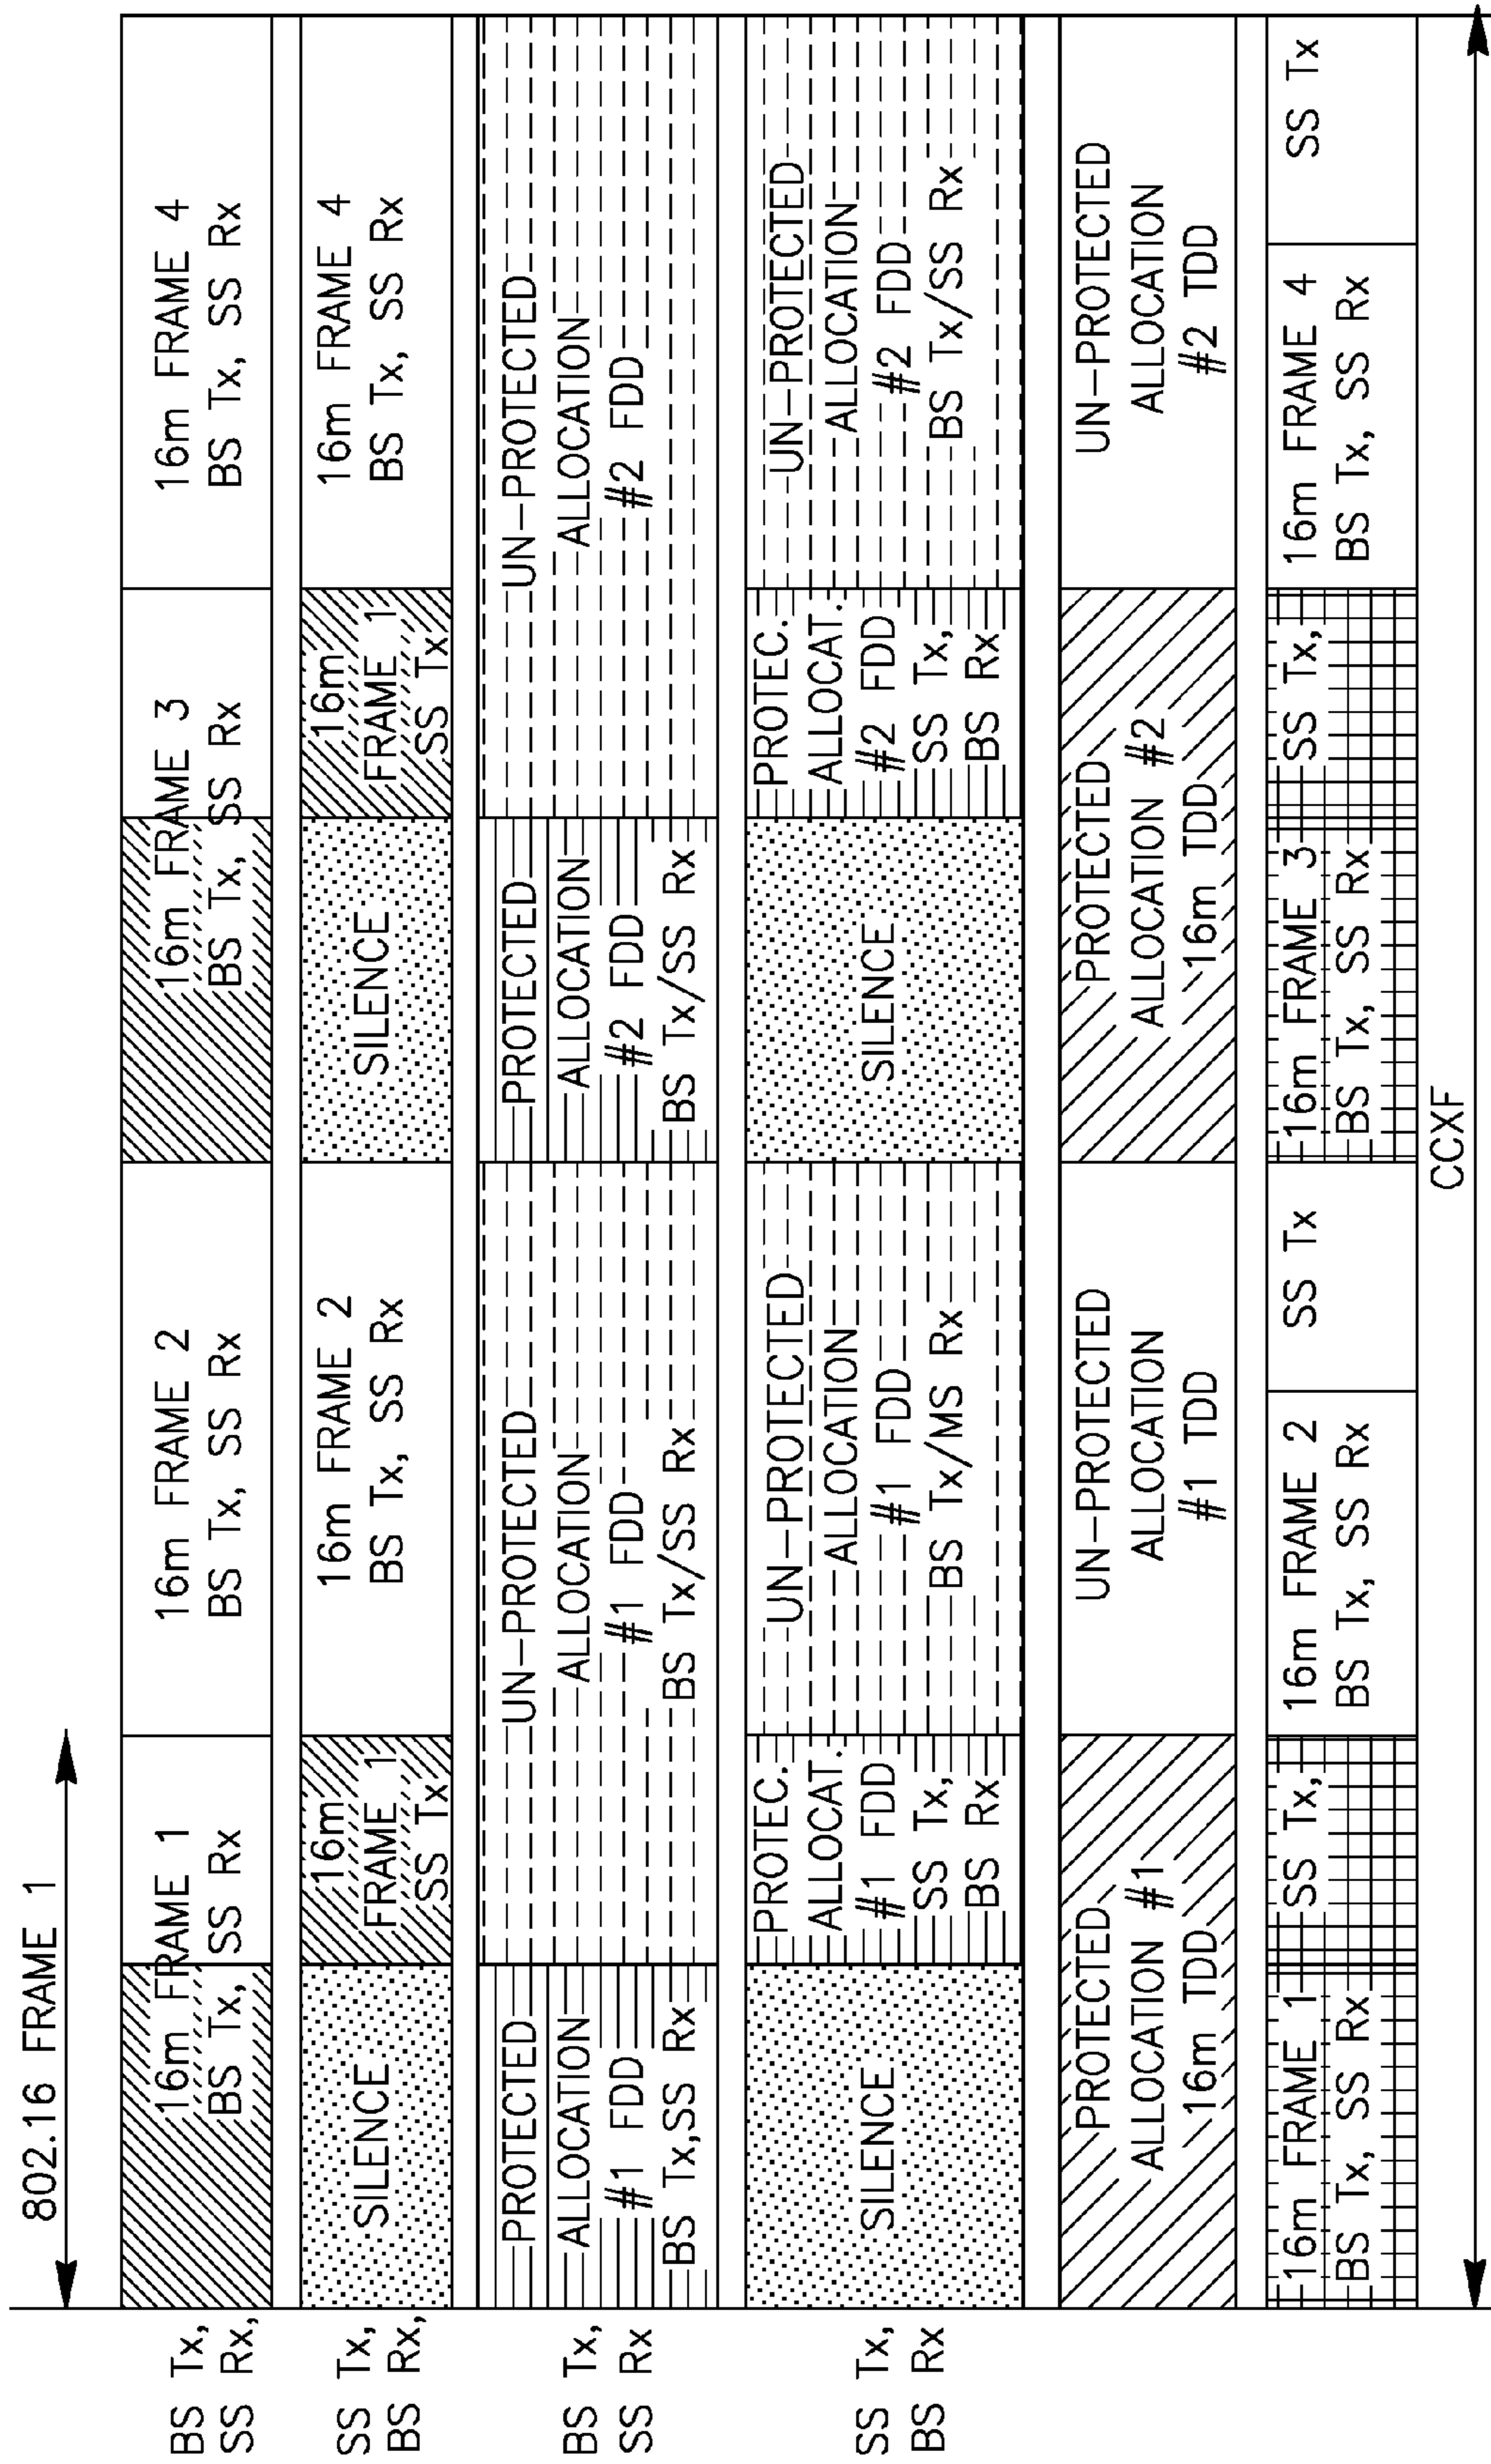 802.16 FRAME 1
BS Tx,
SS Rx,
16m FRAME 1
BS Tx, SS Rx
16m FRAME 2
BS Tx, SS Rx
16m FRAME 3
BS Tx, SS Rx
16m FRAME 4
BS Tx, SS Rx
SS Tx,
BS Rx,
SILENCE
16m
FRAME 1
SS Tx
16m FRAME 2
BS Tx, SS Rx
SILENCE
16m
FRAME 1
SS Tx
16m FRAME 4
BS Tx, SS Rx
BS Tx,
SS Rx
PROTECTED
ALLOCATION
#1 FDD
BS Tx,SS Rx
UN-PROTECTED
ALLOCATION
#1 FDD
BS Tx/SS Rx
PROTECTED
ALLOCATION
#2 FDD
BS Tx/SS Rx
UN-PROTECTED
ALLOCATION
#2 FDD
SS Tx,
BS Rx
SILENCE
PROTEC.
ALLOCAT.
#1 FDD
SS Tx,
BS Rx
UN-PROTECTED
ALLOCATION
#1 FDD
BS Tx/MS Rx
SILENCE
PROTEC.
ALLOCAT.
#2 FDD
SS Tx,
BS Rx
UN-PROTECTED
ALLOCATION
#2 FDD
BS Tx/SS Rx
PROTECTED
ALLOCATION #1
16m TDD
UN-PROTECTED
ALLOCATION
#1 TDD
PROTECTED
ALLOCATION #2
16m TDD
UN-PROTECTED
ALLOCATION
#2 TDD
16m FRAME 1
BS Tx, SS Rx
SS Tx,
16m FRAME 2
BS Tx, SS Rx
SS Tx
16m FRAME 3
BS Tx, SS Rx
SS Tx,
16m FRAME 4
BS Tx, SS Rx
SS Tx
CCXF